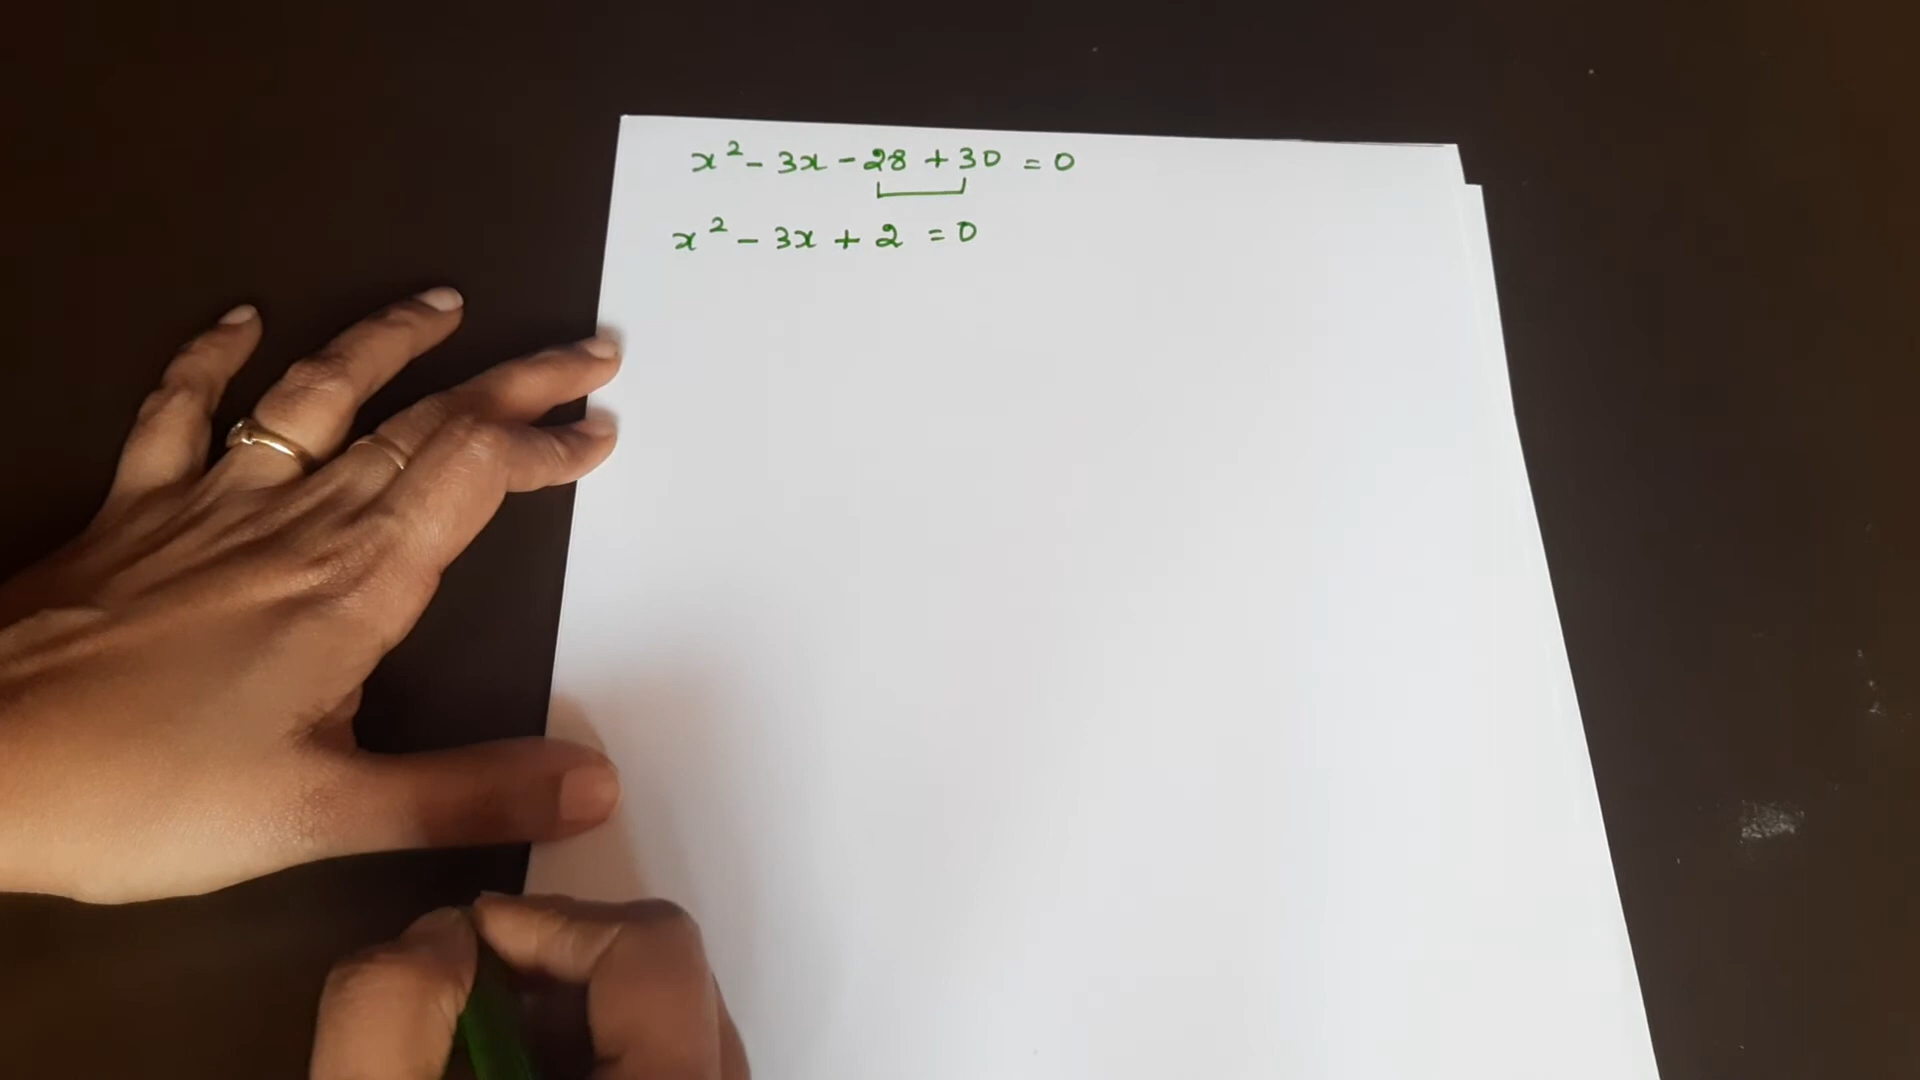 x² - 3x - 28 + 30 = 0
x² - 3x + 2 = 0